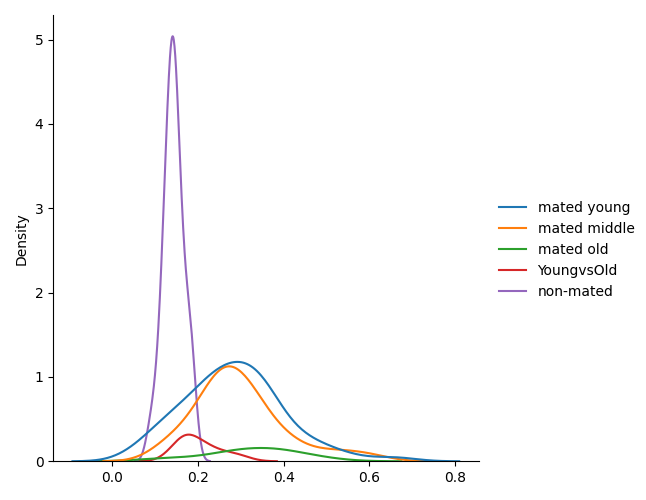 5
4
3
2
1
0
Density
0.0 0.2 0.4 0.6 0.8
mated young
mated middle
mated old
YoungvsOld
non-mated